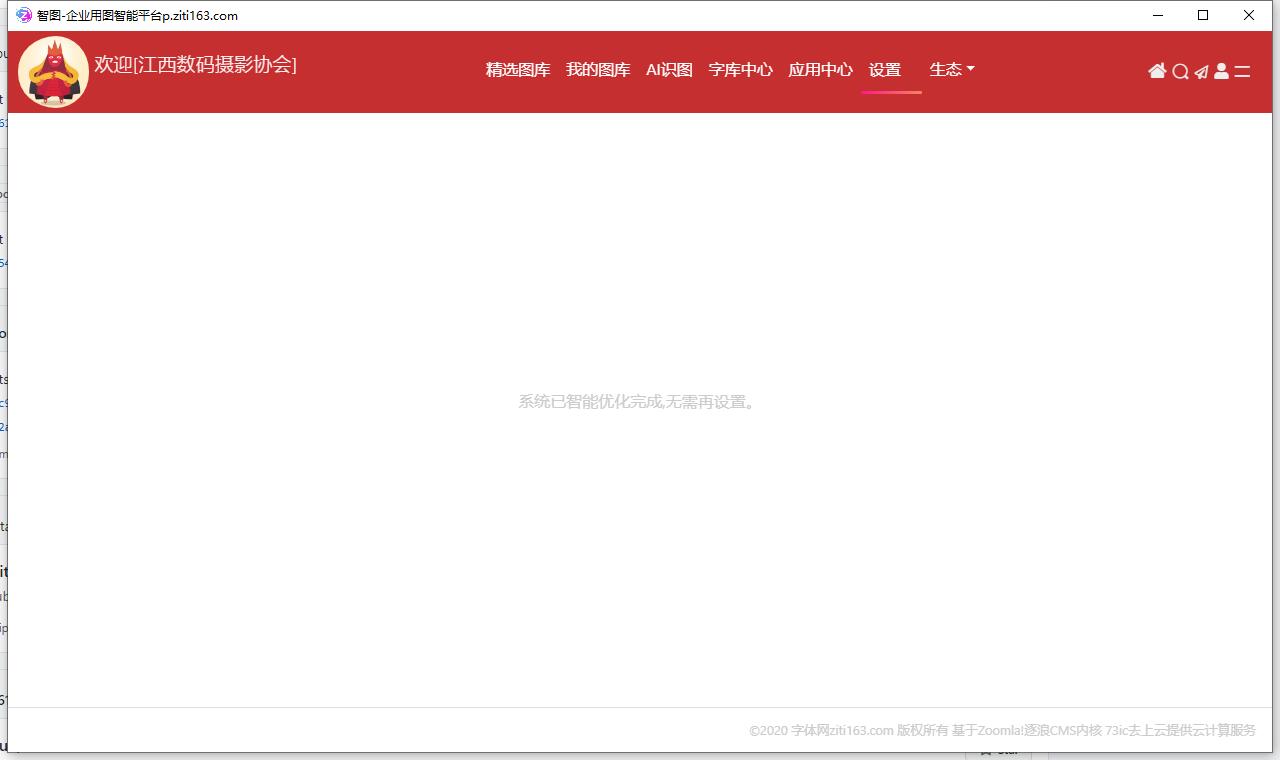 智图-企业用图智能平台p.ziti163.com
欢迎[江西数码摄影协会]
精选图库 我的图库 AI识图 字库中心 应用中心 设置 生态
系统已智能优化完成,无需再设置。
©2020 字体网ziti163.com 版权所有 基于Zoomla!逐浪CMS内核 73ic去上云提供云计算服务